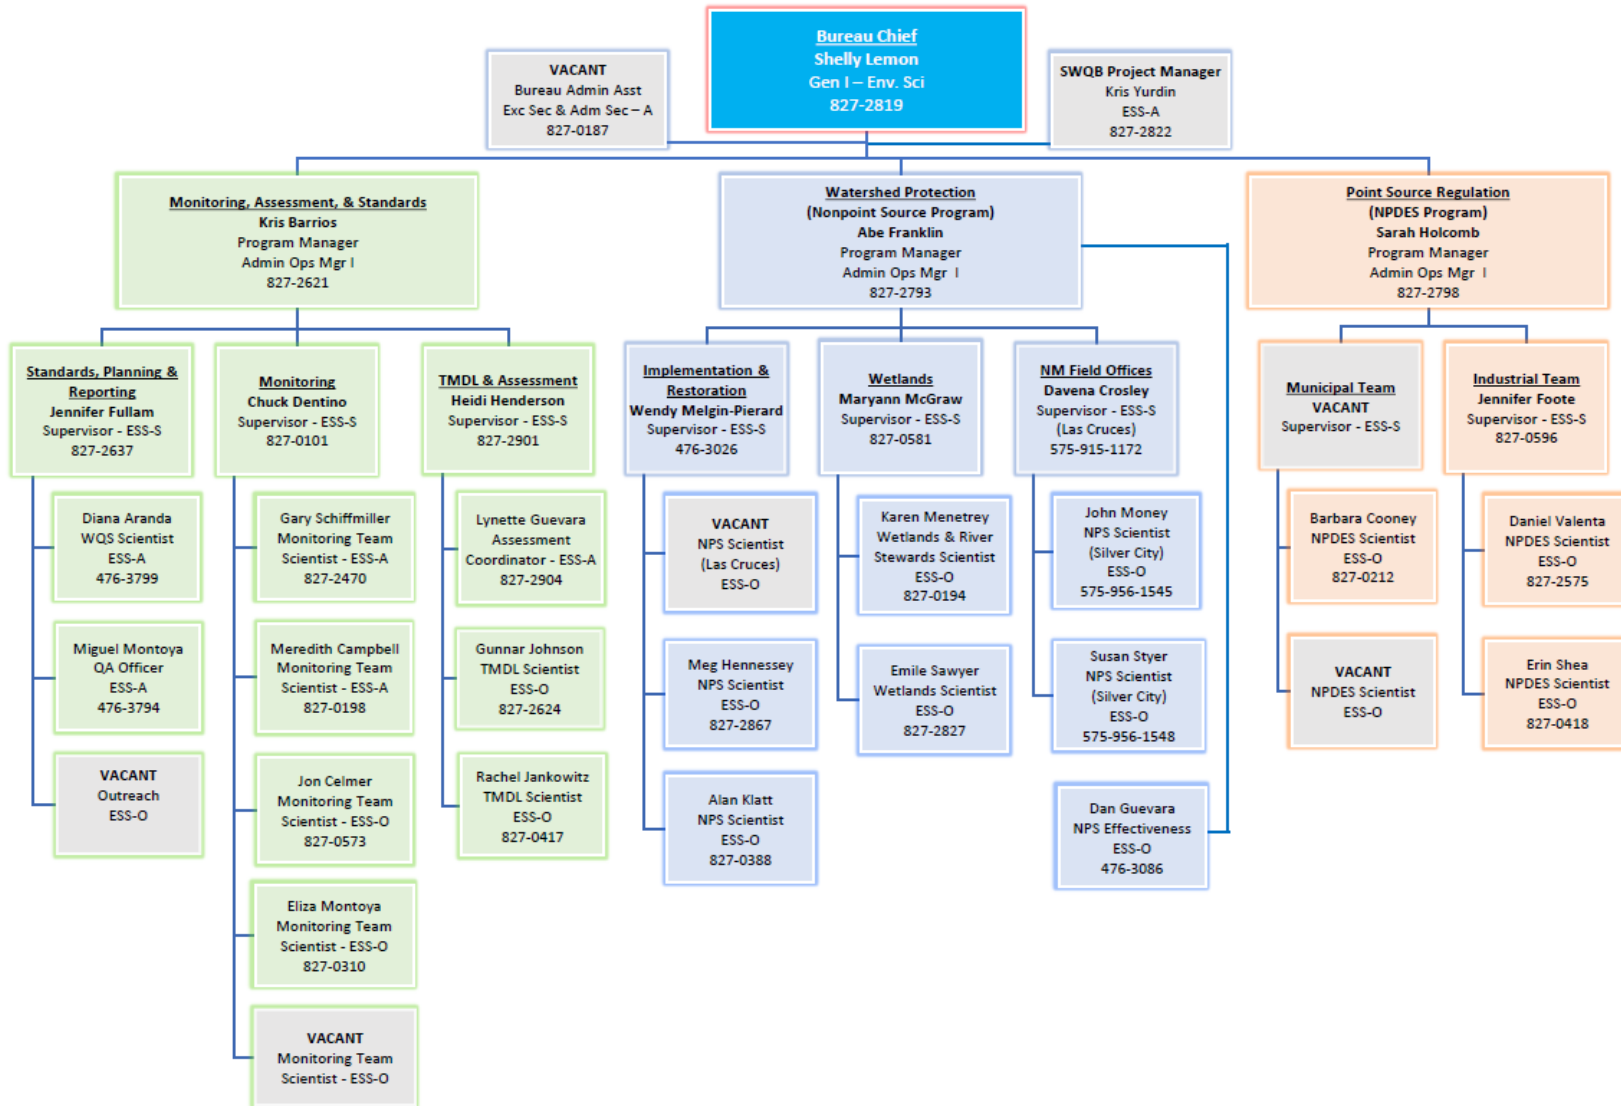 Bureau Chief
Shelly Lemon
Gen I – Env. Sci
827-2819
VACANT
Bureau Admin Asst
Exc Sec & Adm Sec – A
827-0187
SWQB Project Manager
Kris Yurdin
ESS-A
827-2822
Monitoring, Assessment, & Standards
Kris Barrios
Program Manager
Admin Ops Mgr I
827-2621
Watershed Protection
(Nonpoint Source Program)
Abe Franklin
Program Manager
Admin Ops Mgr I
827-2793
Point Source Regulation
(NPDES Program)
Sarah Holcomb
Program Manager
Admin Ops Mgr I
827-2798
Standards, Planning &
Reporting
Jennifer Fullam
Supervisor - ESS-S
827-2637
Monitoring
Chuck Dentino
Supervisor - ESS-S
827-0101
TMDL & Assessment
Heidi Henderson
Supervisor - ESS-S
827-2901
Implementation &
Restoration
Wendy Melgin-Pierard
Supervisor - ESS-S
476-3026
Wetlands
Maryann McGraw
Supervisor - ESS-S
827-0581
NM Field Offices
Davena Crosley
Supervisor - ESS-S
(Las Cruces)
575-915-1172
Municipal Team
VACANT
Supervisor - ESS-S
Industrial Team
Jennifer Foote
Supervisor - ESS-S
827-0596
Diana Aranda
WQS Scientist
ESS-A
476-3799
Miguel Montoya
QA Officer
ESS-A
476-3794
VACANT
Outreach
ESS-O
Gary Schiffmiller
Monitoring Team
Scientist - ESS-A
827-2470
Meredith Campbell
Monitoring Team
Scientist - ESS-A
827-0198
Jon Celmer
Monitoring Team
Scientist - ESS-O
827-0573
Eliza Montoya
Monitoring Team
Scientist - ESS-O
827-0310
VACANT
Monitoring Team
Scientist - ESS-O
Lynette Guevara
Assessment
Coordinator - ESS-A
827-2904
Gunnar Johnson
TMDL Scientist
ESS-O
827-2624
Rachel Jankowitz
TMDL Scientist
ESS-O
827-0417
VACANT
NPS Scientist
(Las Cruces)
ESS-O
Meg Hennessey
NPS Scientist
ESS-O
827-2867
Alan Klatt
NPS Scientist
ESS-O
827-0388
Karen Menetrey
Wetlands & River
Stewards Scientist
ESS-O
827-0194
Emile Sawyer
Wetlands Scientist
ESS-O
827-2827
John Money
NPS Scientist
(Silver City)
ESS-O
575-956-1545
Susan Styer
NPS Scientist
(Silver City)
ESS-O
575-956-1548
Dan Guevara
NPS Effectiveness
ESS-O
476-3086
Barbara Cooney
NPDES Scientist
ESS-O
827-0212
VACANT
NPDES Scientist
ESS-O
Daniel Valenta
NPDES Scientist
ESS-O
827-2575
Erin Shea
NPDES Scientist
ESS-O
827-0418